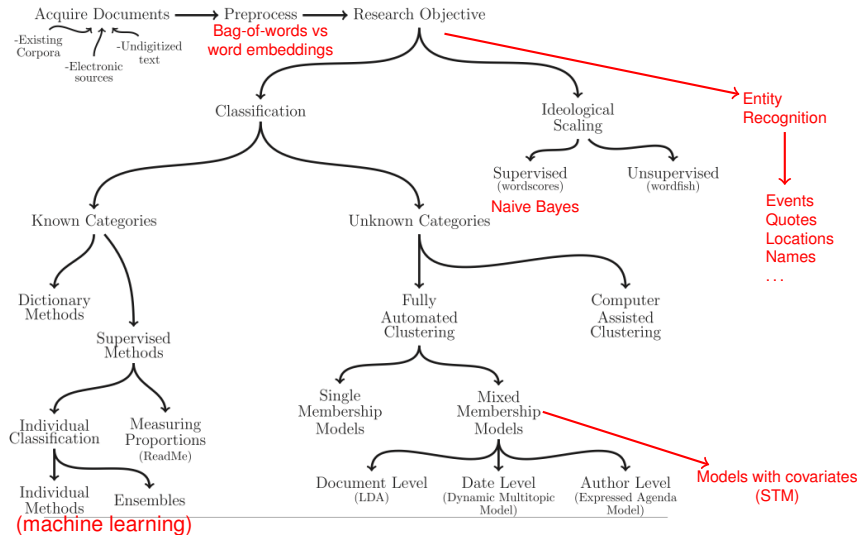 Acquire Documents
Preprocess
Research Objective
Bag-of-words vs
word embeddings
-Existing
Corpora
-Electronic
sources
-Undigitized
text
Classification
Ideological
Scaling
Entity
Recognition
Supervised
(wordscores)
Naive Bayes
Unsupervised
(wordfish)
Events
Quotes
Locations
Names
...
Known Categories
Unknown Categories
Dictionary
Methods
Supervised
Methods
Fully
Automated
Clustering
Computer
Assisted
Clustering
Individual
Classification
Measuring
Proportions
(ReadMe)
Single
Membership
Models
Mixed
Membership
Models
Individual
Methods
Ensembles
(machine learning)
Document Level
(LDA)
Date Level
(Dynamic Multitopic
Model)
Author Level
(Expressed Agenda
Model)
Models with covariates
(STM)